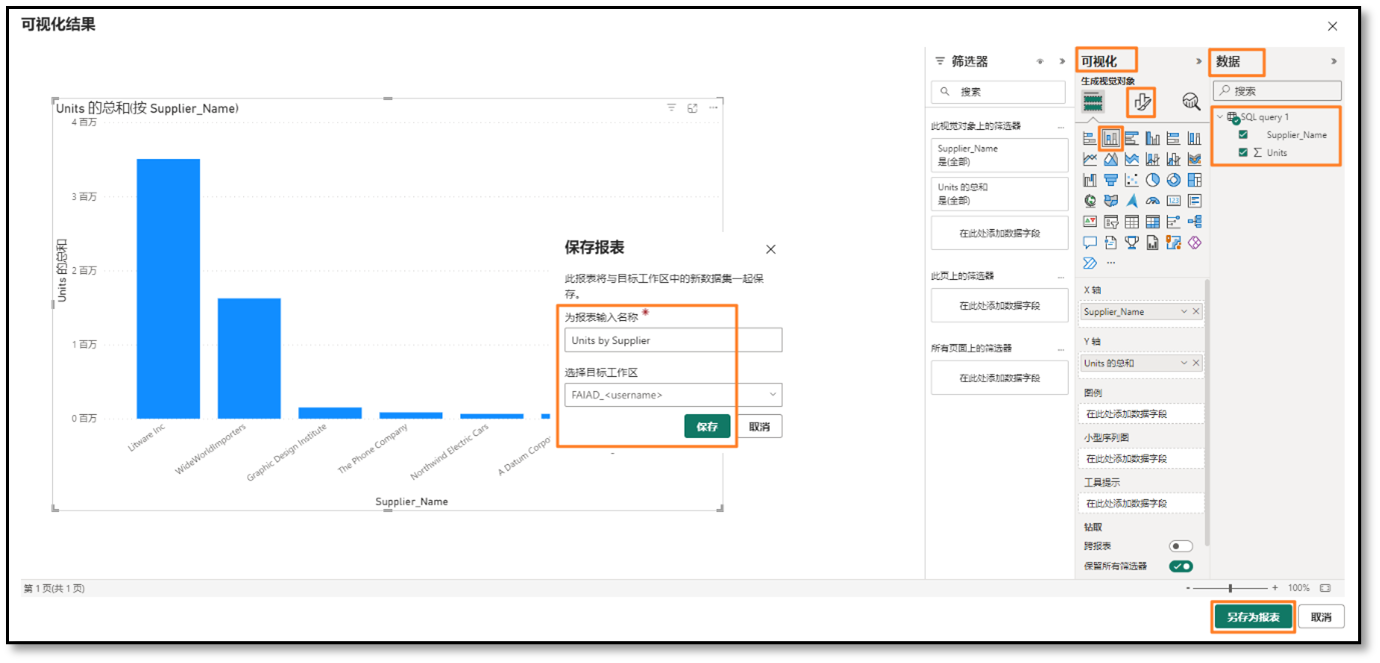 可视化结果
Units 的总和(按 Supplier_Name)
4 百万
3 百万
2 百万
1 百万
0 百万
Units 的总和
Litware Inc
WideWorldImporters
Graphic Design Institute
The Phone Company
Northwind Electric Cars
A Datum Corpo
Supplier_Name
保存报表
此报表将与目标工作区中的新数据集一起保
存。
为报表输入名称 *
Units by Supplier
选择目标工作区
FAIAD_<username>
保存
取消
筛选器
搜索
此视觉对象上的筛选器
...
Supplier_Name
是(全部)
Units 的总和
是(全部)
在此处添加数据字段
此页上的筛选器
...
在此处添加数据字段
所有页面上的筛选器
...
在此处添加数据字段
可视化
生成视觉对象
123
...
X 轴
Supplier_Name
Y 轴
Units 的总和
图例
在此处添加数据字段
小型序列图
在此处添加数据字段
工具提示
在此处添加数据字段
钻取
跨报表
保留所有筛选器
数据
搜索
SQL query 1
Supplier_Name
∑ Units
第 1 页(共 1 页)
- + 100%
另存为报表
取消